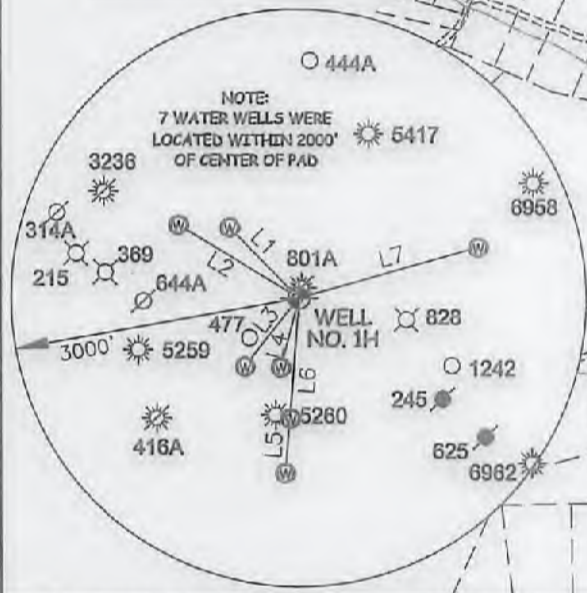 444A
NOTE:
7 WATER WELLS WERE
LOCATED WITHIN 2000'
OF CENTER OF PAD
5417
3236
6958
314A
L1
L2
L7
369
801A
215
644A
L3
477
WELL
NO. 1H
828
L4
3000'
5259
1242
L6
245
5260
416A
L5
625
6962
W
W
W
W
W
W
W